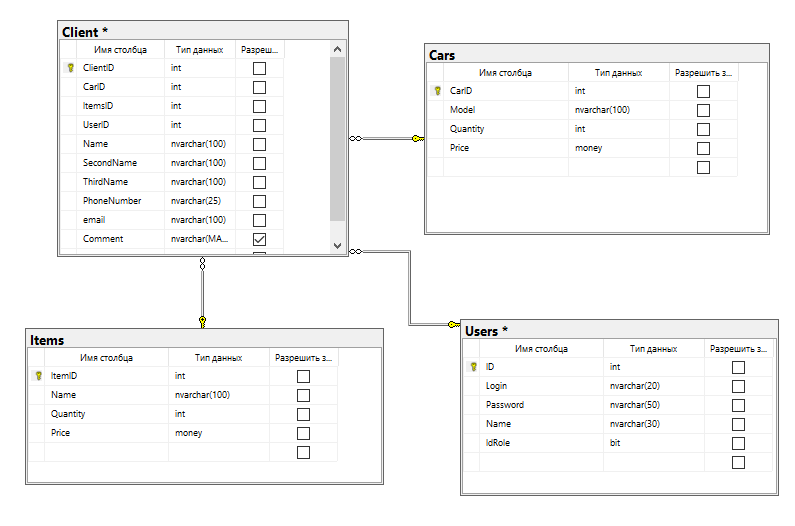 Client *
Имя столбца Тип данных Разреш...
ClientID int
CarID int
ItemsID int
UserID int
Name nvarchar(100)
SecondName nvarchar(100)
ThirdName nvarchar(100)
PhoneNumber nvarchar(25)
email nvarchar(100)
Comment nvarchar(MA...
Cars
Имя столбца Тип данных Разрешить з...
CarID int
Model nvarchar(100)
Quantity int
Price money
Items
Имя столбца Тип данных Разрешить з...
ItemID int
Name nvarchar(100)
Quantity int
Price money
Users *
Имя столбца Тип данных Разрешить з...
ID int
Login nvarchar(20)
Password nvarchar(50)
Name nvarchar(30)
IdRole bit